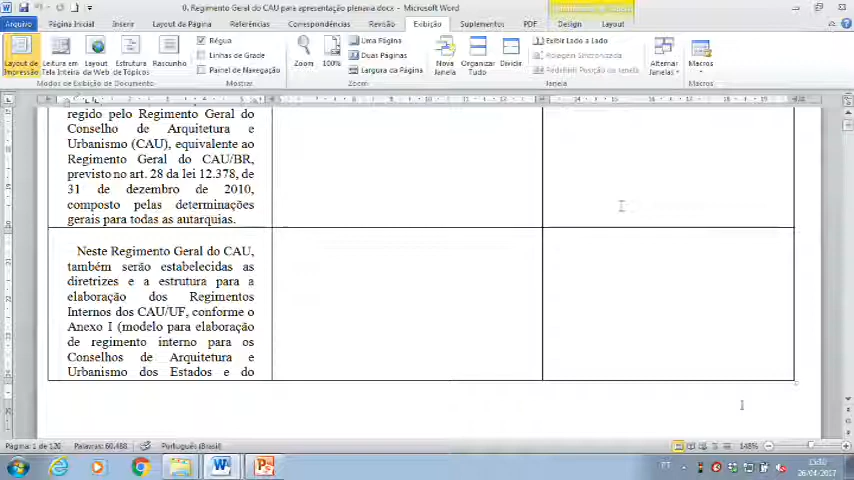 0. Regimento Geral do CAU para apresentação plenaria.docx - Microsoft Word
Arquivo Página Inicial Inserir Layout da Página Referências Correspondências Revisão Exibição Suplementos PDF Design Layout
Layout de Impressão Leitura em Tela Inteira Layout da Web Estrutura de Tópicos Rascunho
Régua
Linhas de Grade
Painel de Navegação
Zoom 100%
Uma Página
Duas Páginas
Largura da Página
Nova Janela Organizar Tudo Dividir
Exibir Lado a Lado
Rolagem Sincronizada
Redefinir Posição da Janela
Alternar Janelas
Macros
Modos de Exibição de Documento Mostrar Zoom Janela Macros
regido pelo Regimento Geral do
Conselho de Arquitetura e
Urbanismo (CAU), equivalente ao
Regimento Geral do CAU/BR,
previsto no art. 28 da lei 12.378, de
31 de dezembro de 2010,
composto pelas determinações
gerais para todas as autarquias.
Neste Regimento Geral do CAU,
também serão estabelecidas as
diretrizes e a estrutura para a
elaboração dos Regimentos
Internos dos CAU/UF, conforme o
Anexo I (modelo para elaboração
de regimento interno para os
Conselhos de Arquitetura e
Urbanismo dos Estados e do
Página: 1 de 120 Palavras: 60.488 Português (Brasil) 148%
PT
26/04/2017